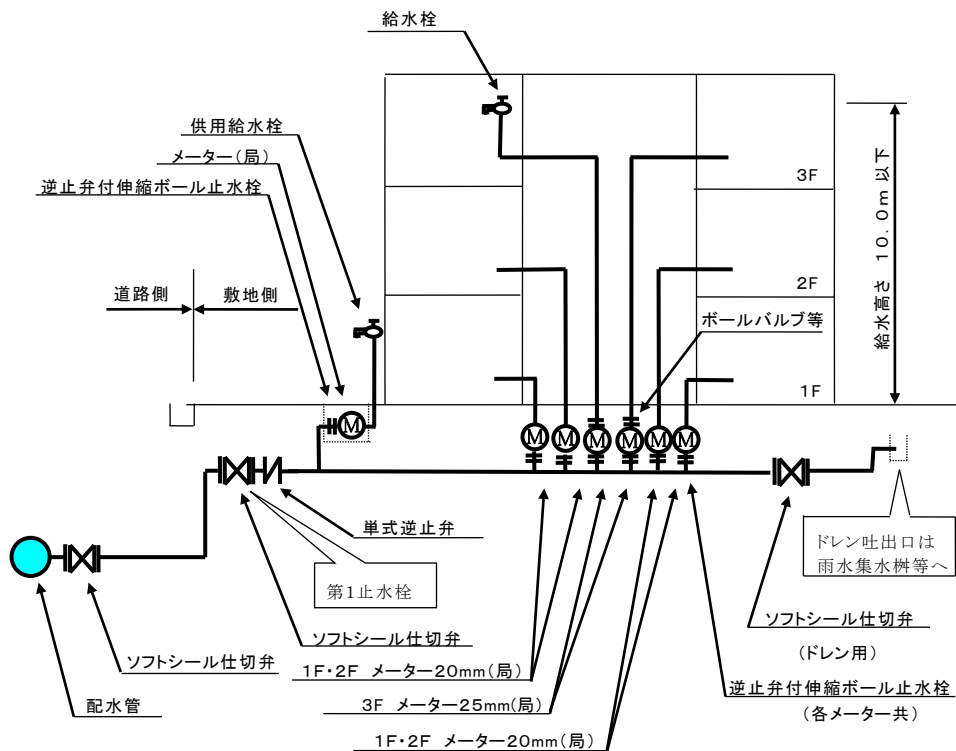 給水栓
供用給水栓
メーター(局)
逆止弁付伸縮ボール止水栓
3F
給水高さ 10.0m 以下
道路側
敷地側
2F
ボールバルブ等
1F
M
M
M
M
M
M
M
単式逆止弁
第1止水栓
ドレン吐出口は
雨水集水桝等へ
ソフトシール仕切弁
ソフトシール仕切弁
(ドレン用)
ソフトシール仕切弁
1F・2F メーター20mm(局)
配水管
3F メーター25mm(局)
逆止弁付伸縮ボール止水栓
(各メーター共)
1F・2F メーター20mm(局)